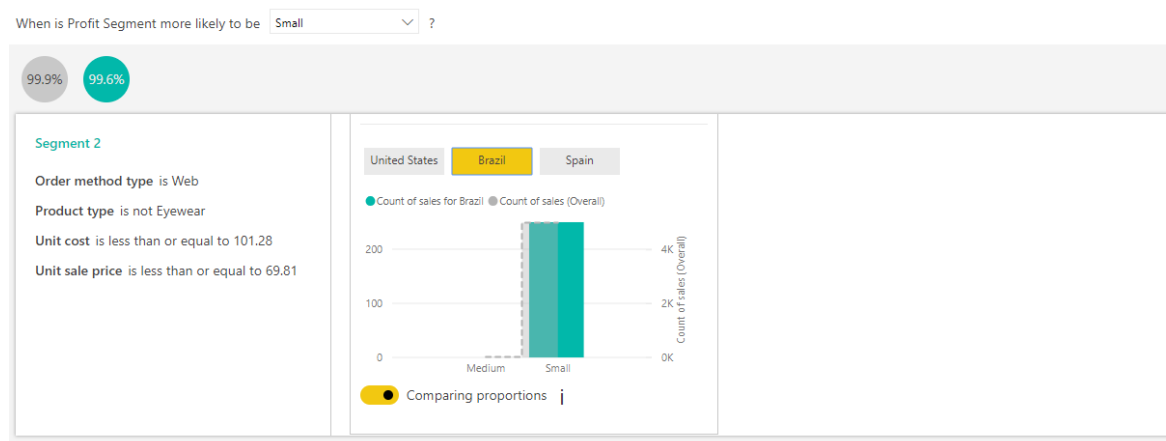 When is Profit Segment more likely to be Small ?
99.9% 99.6%
Segment 2
Order method type is Web
Product type is not Eyewear
Unit cost is less than or equal to 101.28
Unit sale price is less than or equal to 69.81
United States Brazil Spain
Count of sales for Brazil Count of sales (Overall)
200 4K
100 2K
0 0K
Count of sales (Overall)
Medium Small
Comparing proportions i